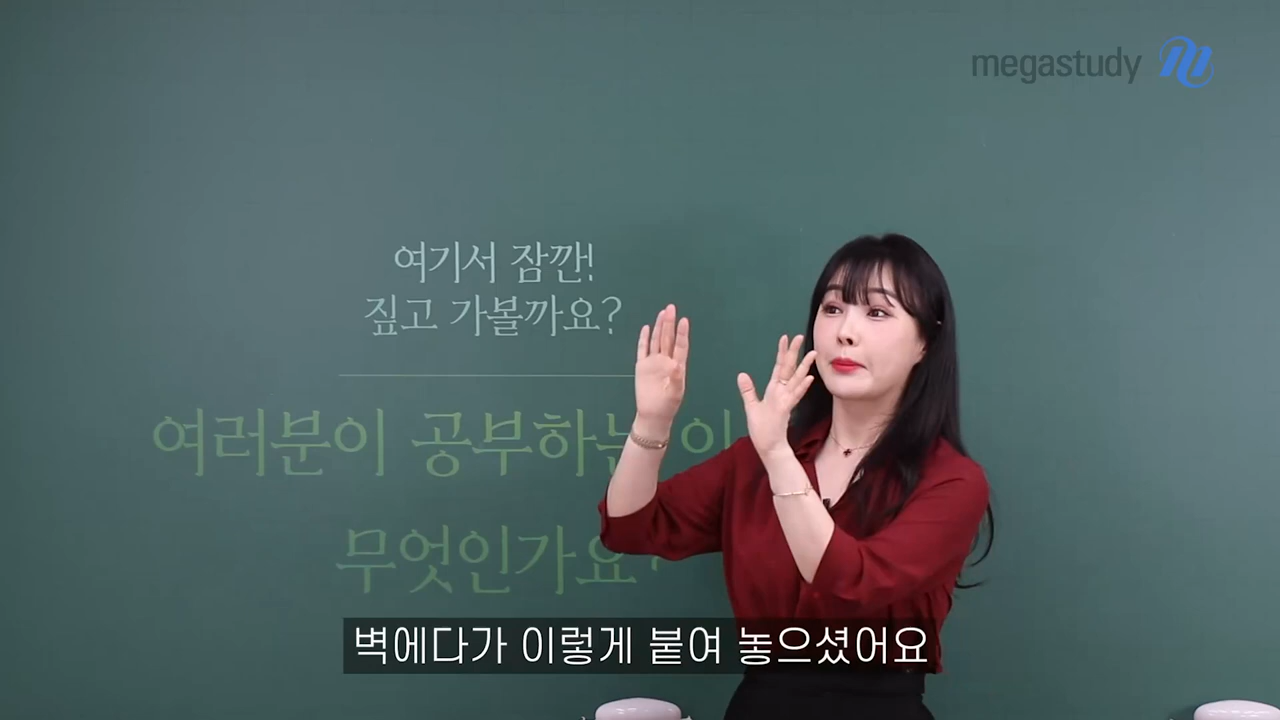 megastudy
여기서 잠깐!
짚고 가볼까요?
여러분이 공부하는 이
무엇인가요?
벽에다가 이렇게 붙여 놓으셨어요